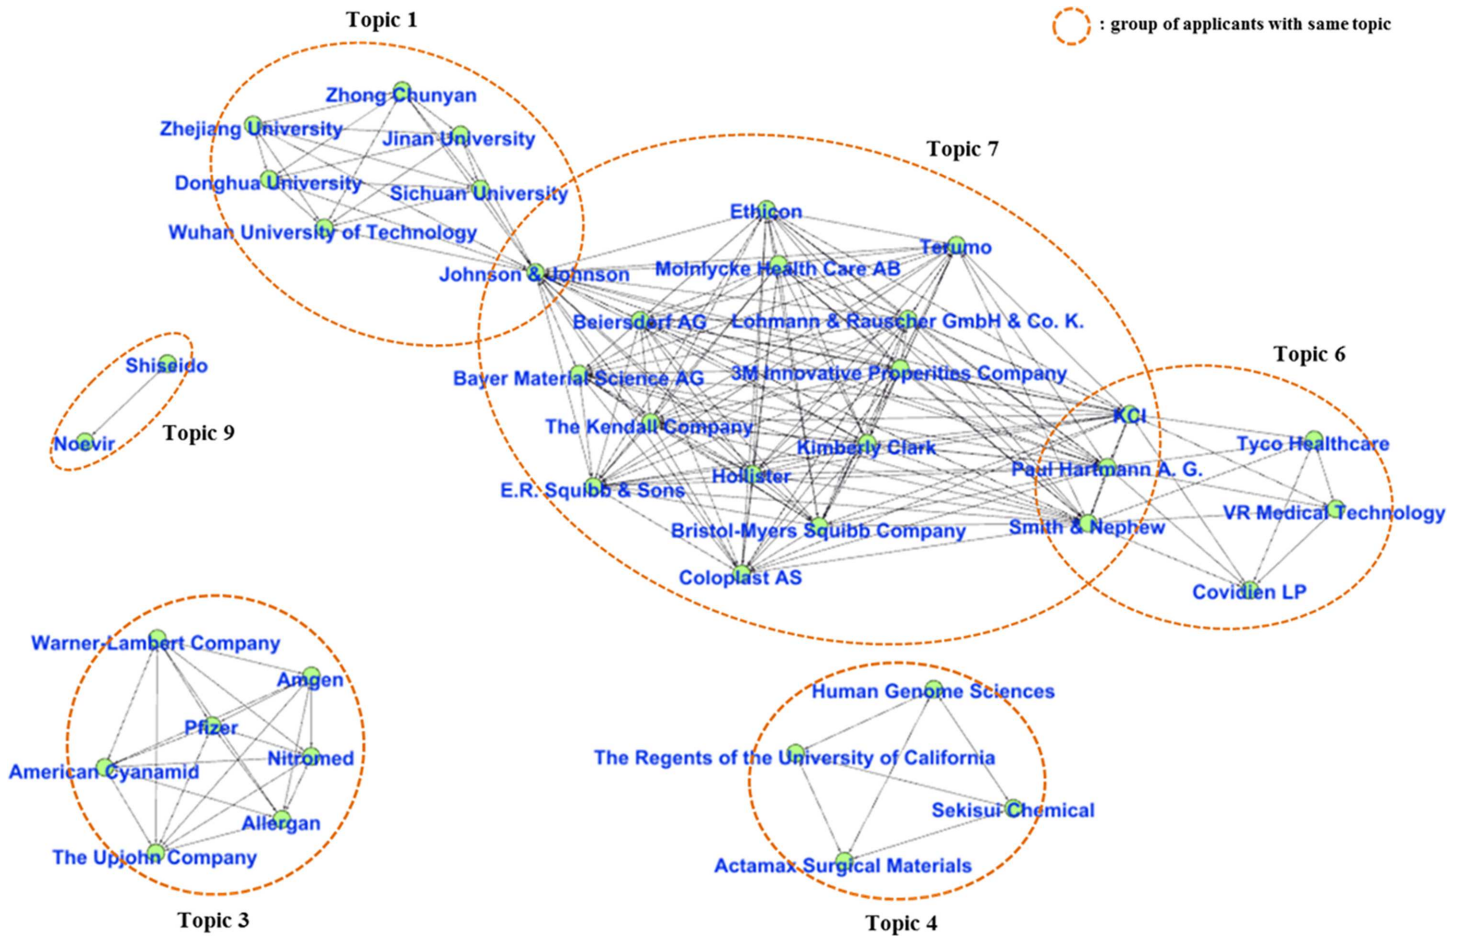 Topic 1
: group of applicants with same topic
Zhong Chunyan
Zhejiang University
Jinan University
Donghua University
Sichuan University
Wuhan University of Technology
Johnson & Johnson
Topic 7
Ethicon
Terumo
Molnlycke Health Care AB
Beiersdorf AG
Lohmann & Rauscher GmbH & Co. K.
Bayer Material Science AG
3M Innovative Properities Company
The Kendall Company
Kimberly Clark
Hollister
E.R. Squibb & Sons
Bristol-Myers Squibb Company
Coloplast AS
Topic 6
KCI
Tyco Healthcare
Paul Hartmann A. G.
VR Medical Technology
Smith & Nephew
Covidien LP
Shiseido
Noevir
Topic 9
Warner-Lambert Company
Amgen
Pfizer
Nitromed
American Cyanamid
Allergan
The Upjohn Company
Topic 3
Human Genome Sciences
The Regents of the University of California
Sekisui Chemical
Actamax Surgical Materials
Topic 4